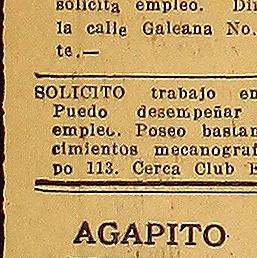 solicita empleo. Di
la calle Galeana No.
te.—
SOLICITO trabajo en
Puedo desempeñar
empleo. Poseo bastan
cimientos mecanograf
po 113. Cerca Club E
AGAPITO